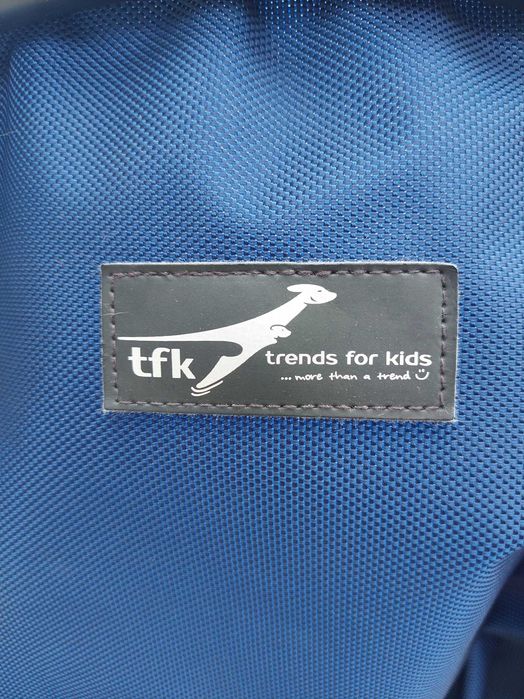 tfk trends for kids
... more than a trend